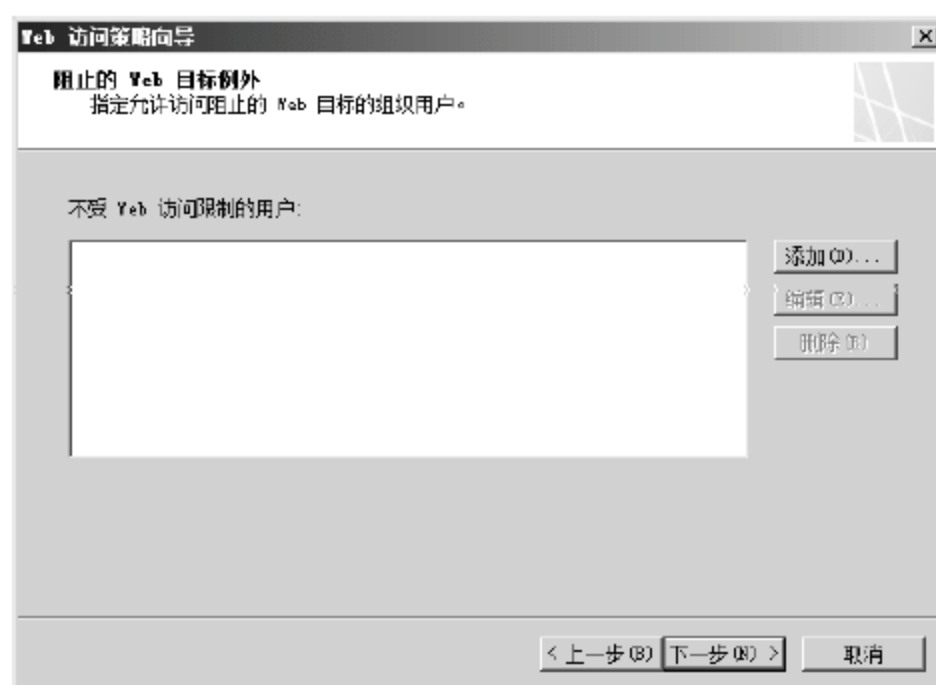 Web 访问策略向导
阻止的 Web 目标例外
指定允许访问阻止的 Web 目标的组织用户。
不受 Web 访问限制的用户:
添加(D)...
编辑(E)...
删除(R)
< 上一步(B)
下一步(N) >
取消